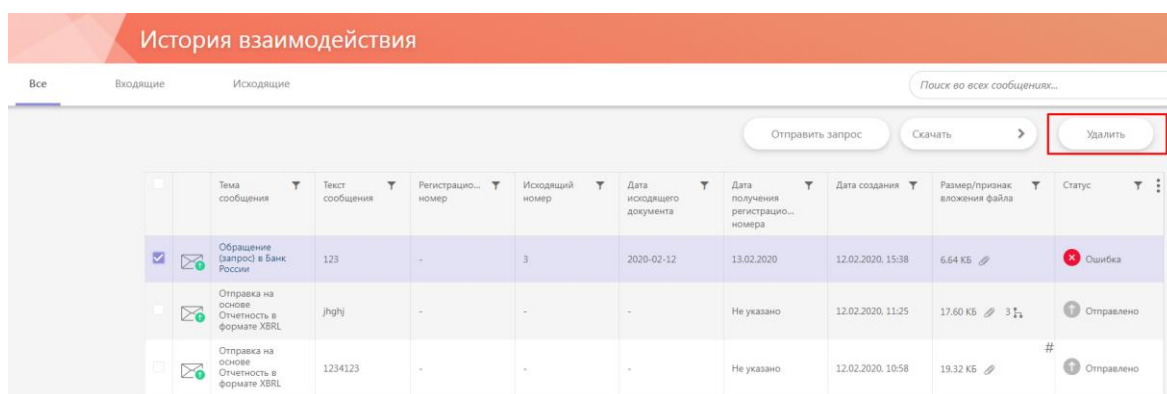 История взаимодействия
Все Входящие Исходящие Поиск во всех сообщениях...
Отправить запрос Скачать Удалить
Тема Текст Регистрацио... Исходящий Дата Дата Дата создания Размер/признак Статус
сообщения сообщения номер номер исходящего получения вложения файла
документа регистрацио...
номера
Обращение
(запрос) в Банк 123 - 3 2020-02-12 13.02.2020 12.02.2020, 15:38 6.64 КБ Ошибка
России
Отправка на
основе
Отчетность в jhghj - - - Не указано 12.02.2020, 11:25 17.60 КБ 3 Отправлено
формате XBRL
Отправка на #
основе
Отчетность в 1234123 - - - Не указано 12.02.2020, 10:58 19.32 КБ Отправлено
формате XBRL